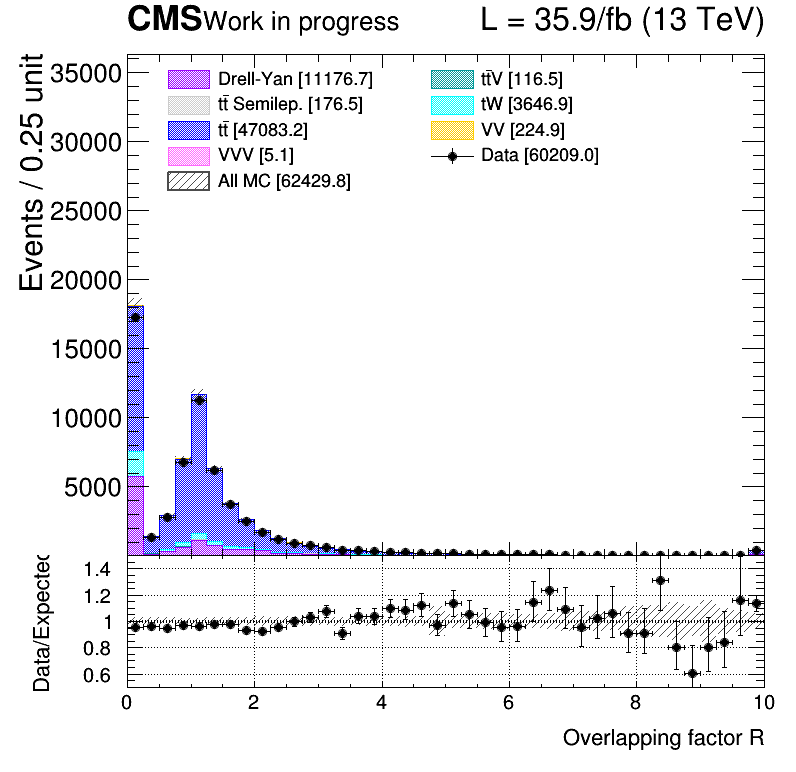 CMS Work in progress L = 35.9/fb (13 TeV)
Events / 0.25 unit
35000
30000
25000
20000
15000
10000
5000
Drell-Yan [11176.7]
tt̄ Semilep. [176.5]
tt̄ [47083.2]
VVV [5.1]
All MC [62429.8]
tt̄V [116.5]
tW [3646.9]
VV [224.9]
Data [60209.0]
Data/Expected
1.4
1.2
1
0.8
0.6
0 2 4 6 8 10
Overlapping factor R